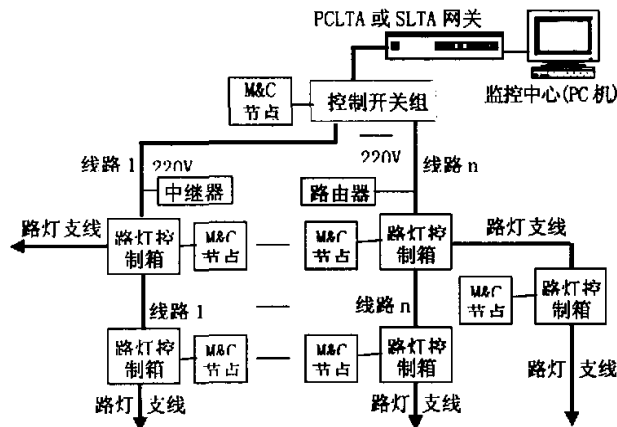 PCLTA 或 SLTA 网关
监控中心(PC 机)
M&C
节点
控制开关组
线路 1
220V
220V
线路 n
中继器
路由器
路灯支线
路灯控
制箱
M&C
节点
M&C
节点
路灯控
制箱
路灯支线
线路 1
线路 n
M&C
节点
路灯控
制箱
路灯控
制箱
M&C
节点
M&C
节点
路灯控
制箱
路灯 支线
路灯 支线
路灯 支线